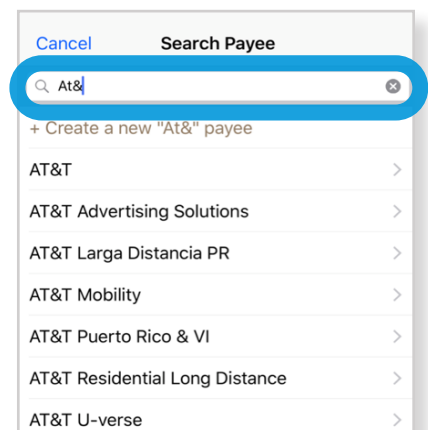 Cancel Search Payee
At&
+ Create a new "At&" payee
AT&T
AT&T Advertising Solutions
AT&T Larga Distancia PR
AT&T Mobility
AT&T Puerto Rico & VI
AT&T Residential Long Distance
AT&T U-verse